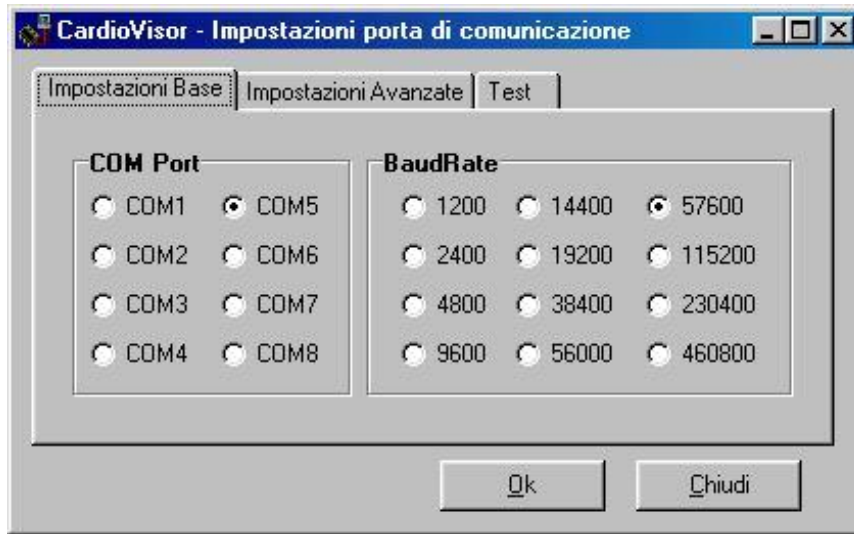 CardioVisor - Impostazioni porta di comunicazione
Impostazioni Base Impostazioni Avanzate Test
COM Port BaudRate
COM1 COM5 1200 14400 57600
COM2 COM6 2400 19200 115200
COM3 COM7 4800 38400 230400
COM4 COM8 9600 56000 460800
Ok Chiudi